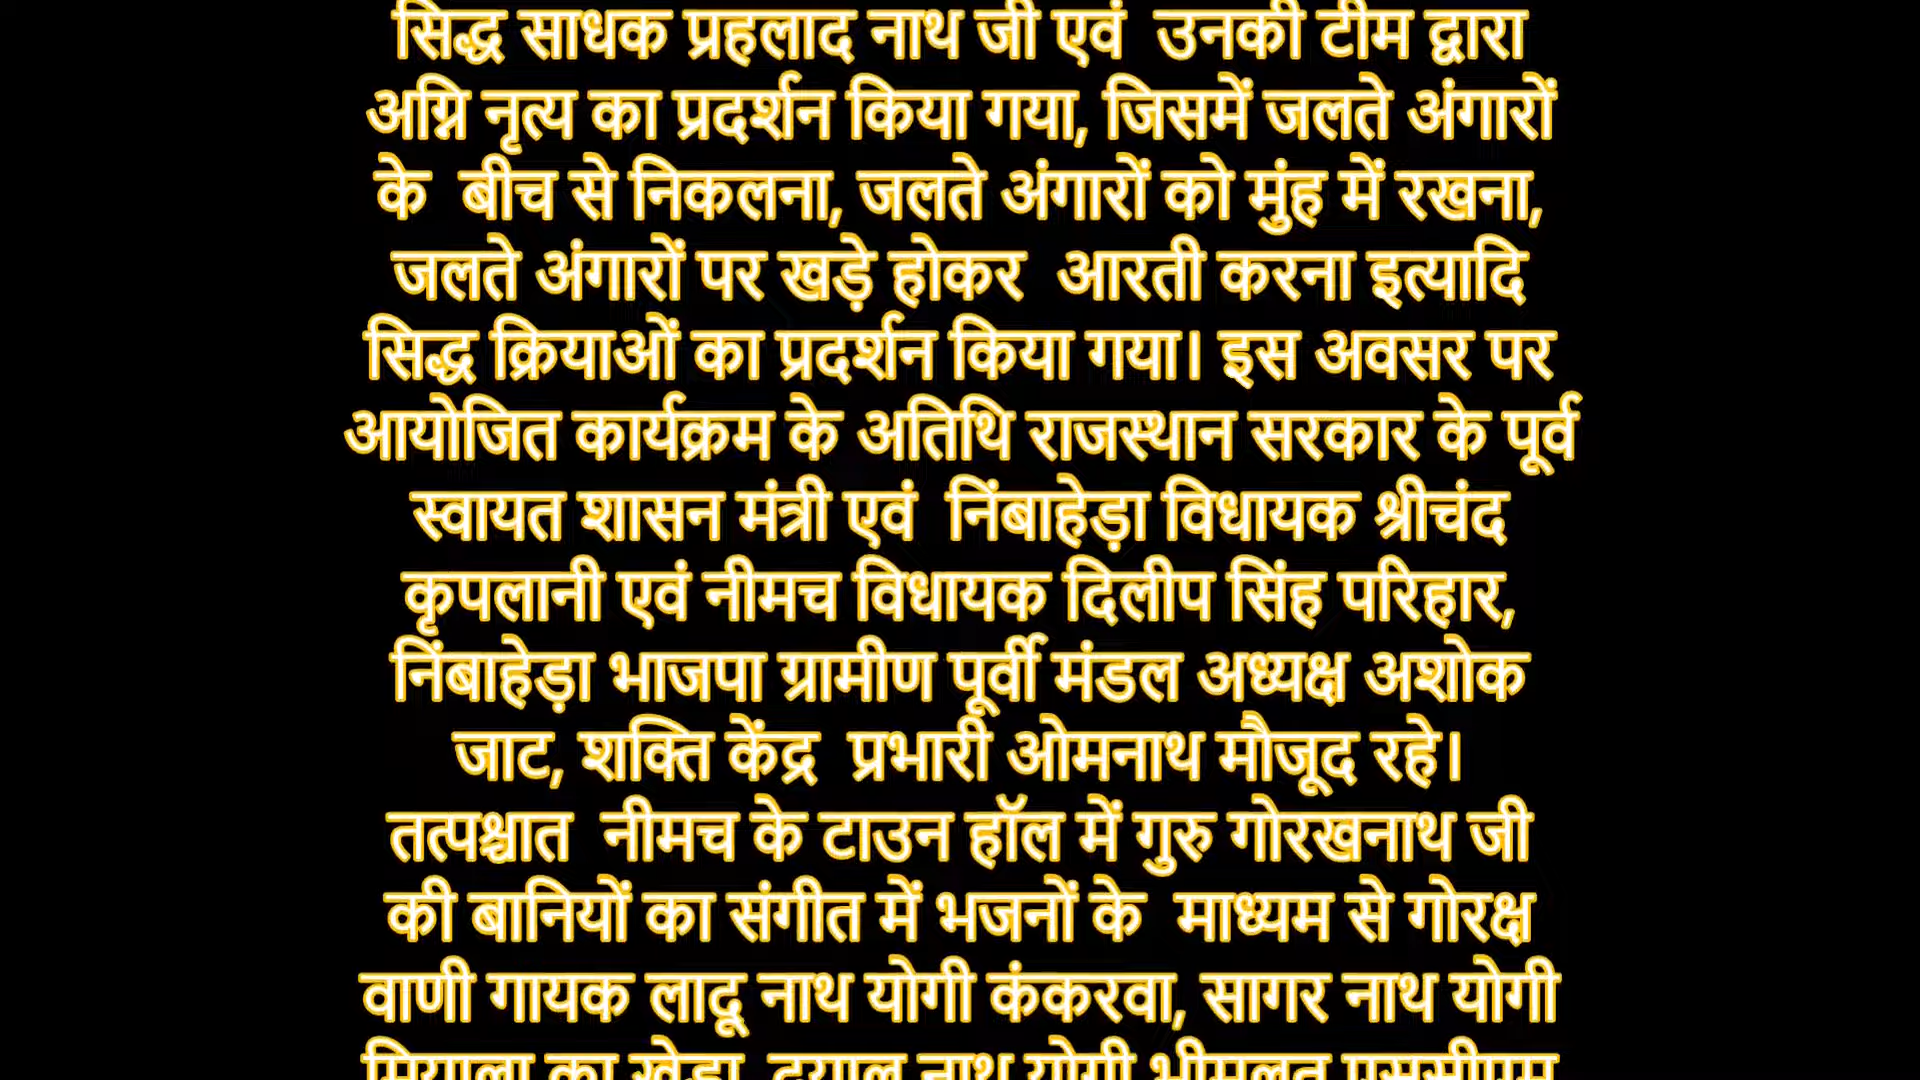 सिद्ध साधक प्रहलाद नाथ जी एवं उनकी टीम द्वारा
अग्नि नृत्य का प्रदर्शन किया गया, जिसमें जलते अंगारों
के बीच से निकलना, जलते अंगारों को मुंह में रखना,
जलते अंगारों पर खड़े होकर आरती करना इत्यादि
सिद्ध क्रियाओं का प्रदर्शन किया गया। इस अवसर पर
आयोजित कार्यक्रम के अतिथि राजस्थान सरकार के पूर्व
स्वायत शासन मंत्री एवं निंबाहेड़ा विधायक श्रीचंद
कृपलानी एवं नीमच विधायक दिलीप सिंह परिहार,
निंबाहेड़ा भाजपा ग्रामीण पूर्वी मंडल अध्यक्ष अशोक
जाट, शक्ति केंद्र प्रभारी ओमनाथ मौजूद रहे।
तत्पश्चात नीमच के टाउन हॉल में गुरु गोरखनाथ जी
की बानियों का संगीत में भजनों के माध्यम से गोरक्ष
वाणी गायक लादू नाथ योगी कंकरवा, सागर नाथ योगी
का खेड़ा, दयाल नाथ योगी